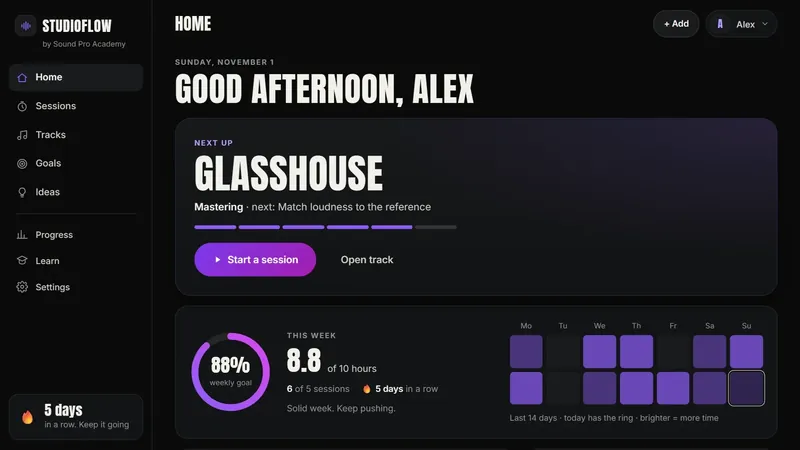 STUDIOFLOW
by Sound Pro Academy
Home
Sessions
Tracks
Goals
Ideas
Progress
Learn
Settings
5 days
in a row. Keep it going
HOME
+ Add
A Alex
SUNDAY, NOVEMBER 1
GOOD AFTERNOON, ALEX
NEXT UP
GLASSHOUSE
Mastering · next: Match loudness to the reference
Start a session
Open track
88%
weekly goal
THIS WEEK
8.8 of 10 hours
6 of 5 sessions 5 days in a row
Solid week. Keep pushing.
Mo Tu We Th Fr Sa Su
Last 14 days · today has the ring · brighter = more time